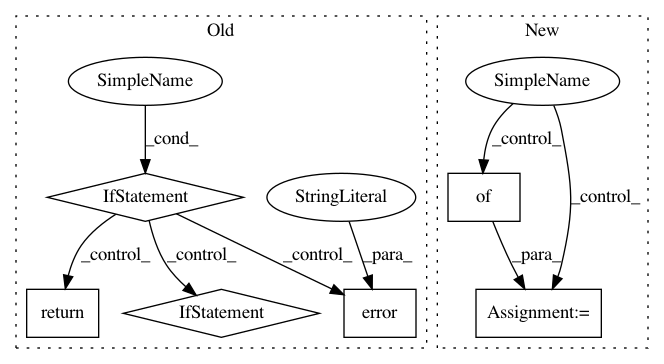 Old
New
SimpleName
SimpleName
_cond_
_control_
IfStatement
StringLiteral
of
_control_
_control_
_control_
_control_
_para_
_para_
return
IfStatement
error
Assignment:=